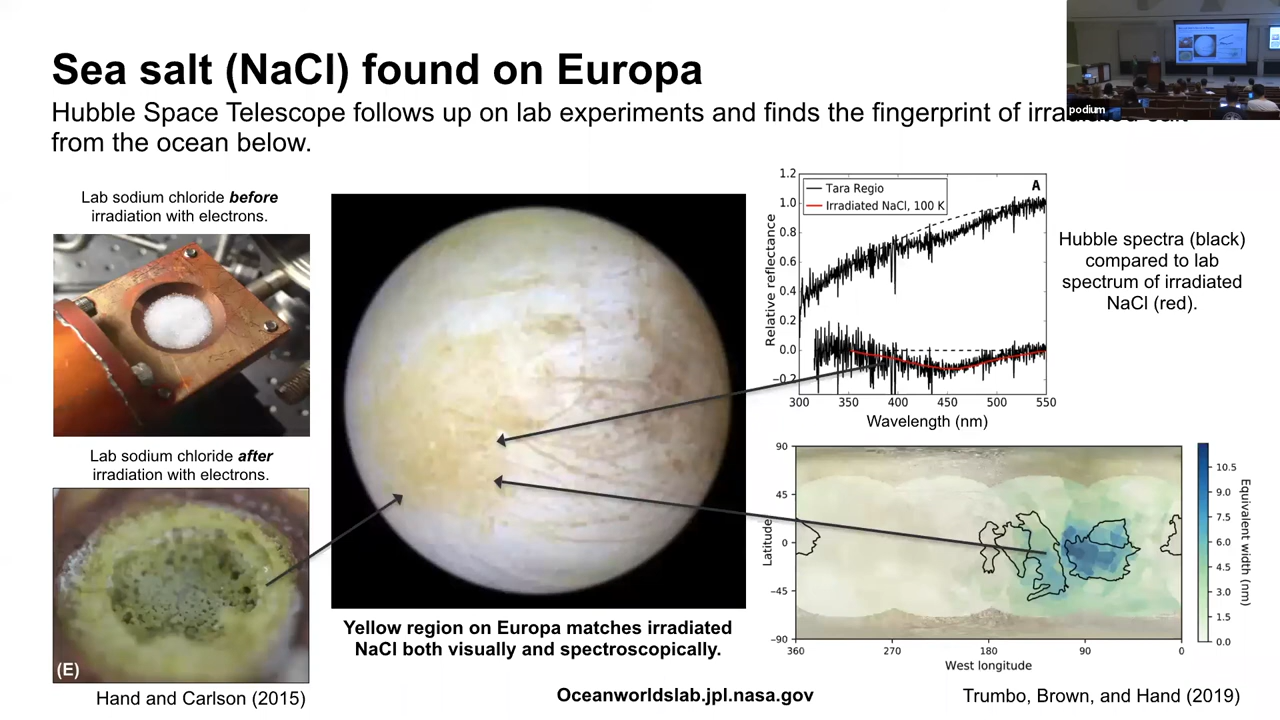 Sea salt (NaCl) found on Europa
Hubble Space Telescope follows up on lab experiments and finds the fingerprint of
from the ocean below.
podium
Lab sodium chloride before
irradiation with electrons.
Lab sodium chloride after
irradiation with electrons.
(E)
Hand and Carlson (2015)
Yellow region on Europa matches irradiated
NaCl both visually and spectroscopically.
Oceanworldslab.jpl.nasa.gov
A
Tara Regio
Irradiated NaCl, 100 K
Relative reflectance
1.2
1.0
0.8
0.6
0.4
0.2
0.0
−0.2
300 350 400 450 500 550
Wavelength (nm)
Hubble spectra (black)
compared to lab
spectrum of irradiated
NaCl (red).
Latitude
90
45
0
−45
−90
360 270 180 90 0
West longitude
10.5
9.0
7.5
6.0
4.5
3.0
1.5
0.0
Equivalent width (nm)
Trumbo, Brown, and Hand (2019)